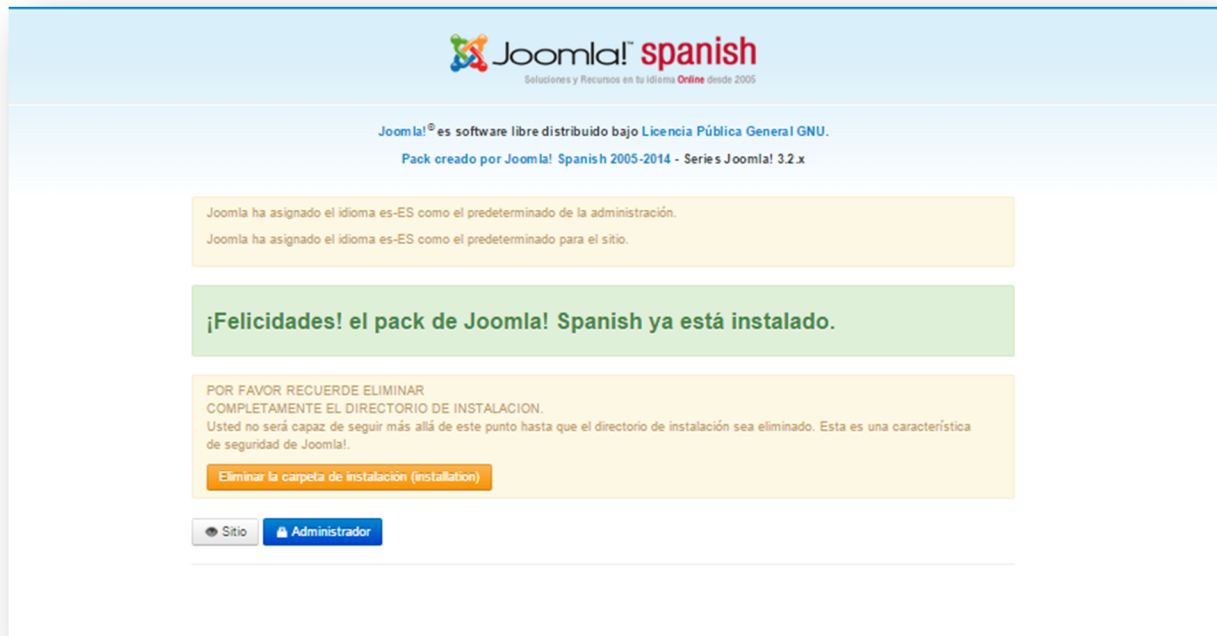 Joomla!™ spanish
Soluciones y Recursos en tu idioma Online desde 2005
Joomla!® es software libre distribuido bajo Licencia Pública General GNU.
Pack creado por Joomla! Spanish 2005-2014 - Series Joomla! 3.2.x
Joomla ha asignado el idioma es-ES como el predeterminado de la administración.
Joomla ha asignado el idioma es-ES como el predeterminado para el sitio.
¡Felicidades! el pack de Joomla! Spanish ya está instalado.
POR FAVOR RECUERDE ELIMINAR
COMPLETAMENTE EL DIRECTORIO DE INSTALACION.
Usted no será capaz de seguir más allá de este punto hasta que el directorio de instalación sea eliminado. Esta es una característica
de seguridad de Joomla!.
Eliminar la carpeta de instalación (installation)
Sitio
Administrador